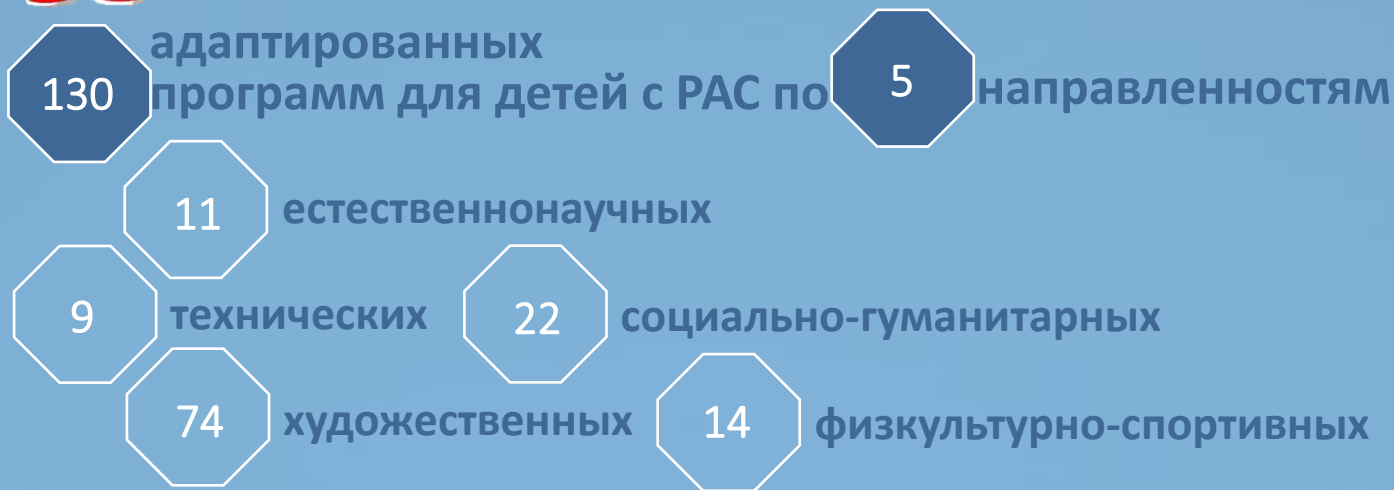 адаптированных
130 программ для детей с РАС по 5 направленностям
11 естественнонаучных
9 технических 22 социально-гуманитарных
74 художественных 14 физкультурно-спортивных